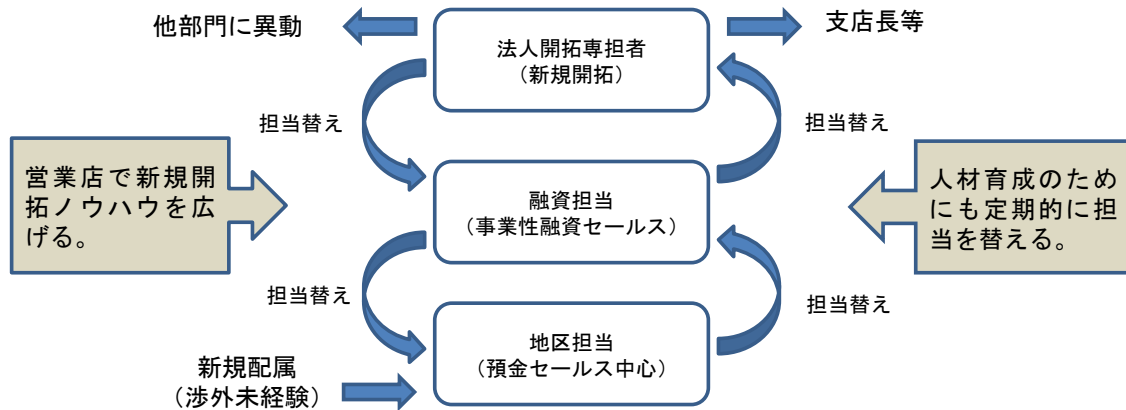 他部門に異動
支店長等
法人開拓専担者
（新規開拓）
担当替え
担当替え
営業店で新規開
拓ノウハウを広
げる。
人材育成のため
にも定期的に担
当を替える。
融資担当
（事業性融資セールス）
担当替え
担当替え
地区担当
（預金セールス中心）
新規配属
（渉外未経験）